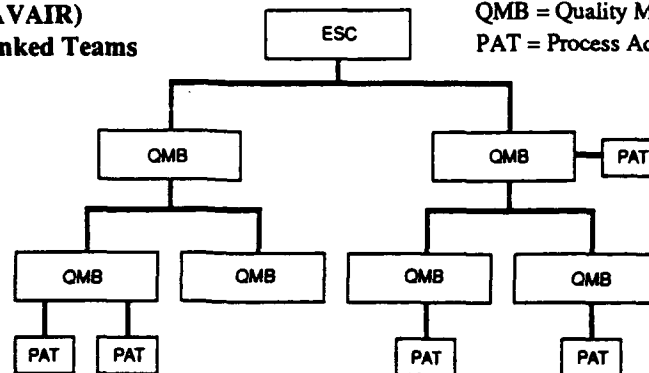 AVAIR)
nked Teams
QMB = Quality M
PAT = Process Ac
ESC
QMB
QMB
PAT
QMB
QMB
QMB
QMB
PAT
PAT
PAT
PAT